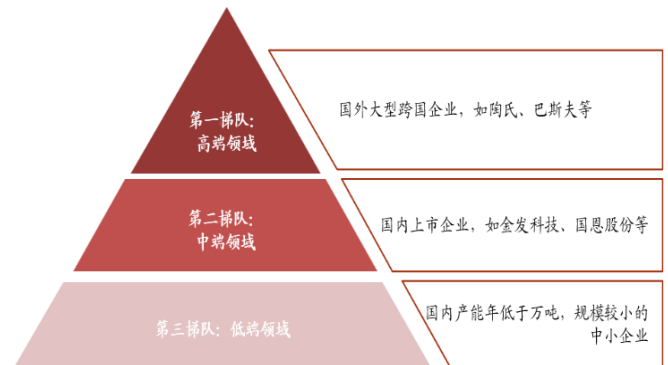 第一梯队：
高端领域
国外大型跨国企业，如陶氏、巴斯夫等
第二梯队：
中端领域
国内上市企业，如金发科技、国恩股份等
第三梯队：低端领域
国内产能年低于万吨，规模较小的
中小企业